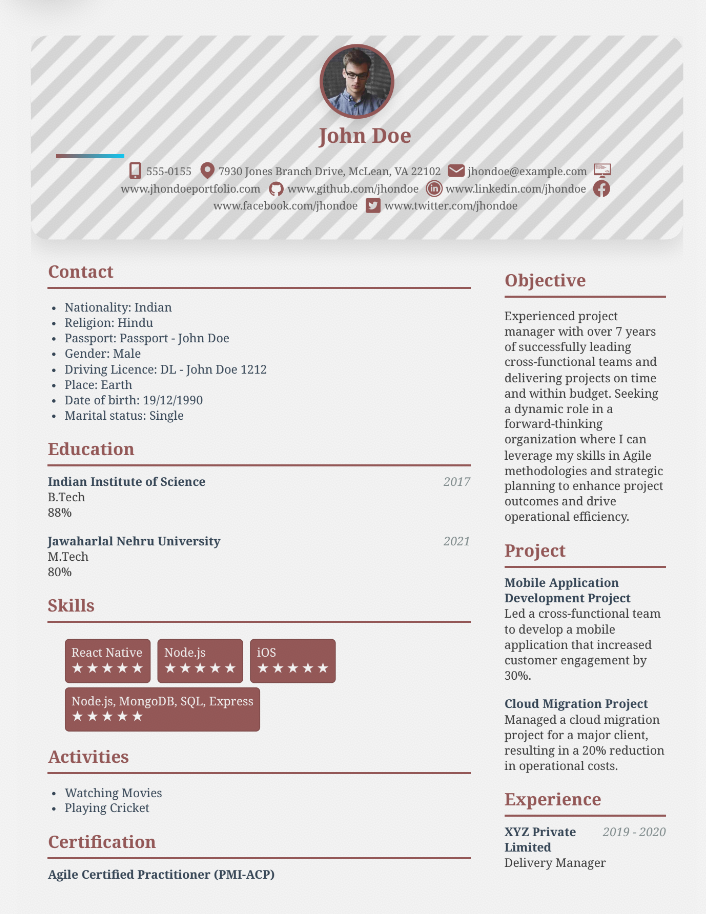 John Doe
555-0155 7930 Jones Branch Drive, McLean, VA 22102 jhondoe@example.com
www.jhondoeportfolio.com www.github.com/jhondoe www.linkedin.com/jhondoe
www.facebook.com/jhondoe www.twitter.com/jhondoe
Contact
• Nationality: Indian
• Religion: Hindu
• Passport: Passport - John Doe
• Gender: Male
• Driving Licence: DL - John Doe 1212
• Place: Earth
• Date of birth: 19/12/1990
• Marital status: Single
Education
Indian Institute of Science 2017
B.Tech
88%
Jawaharlal Nehru University 2021
M.Tech
80%
Skills
React Native Node.js iOS
★★★★★ ★★★★★ ★★★★★
Node.js, MongoDB, SQL, Express
★★★★★
Activities
• Watching Movies
• Playing Cricket
Certification
Agile Certified Practitioner (PMI-ACP)
Objective
Experienced project
manager with over 7 years
of successfully leading
cross-functional teams and
delivering projects on time
and within budget. Seeking
a dynamic role in a
forward-thinking
organization where I can
leverage my skills in Agile
methodologies and strategic
planning to enhance project
outcomes and drive
operational efficiency.
Project
Mobile Application
Development Project
Led a cross-functional team
to develop a mobile
application that increased
customer engagement by
30%.
Cloud Migration Project
Managed a cloud migration
project for a major client,
resulting in a 20% reduction
in operational costs.
Experience
XYZ Private 2019 - 2020
Limited
Delivery Manager